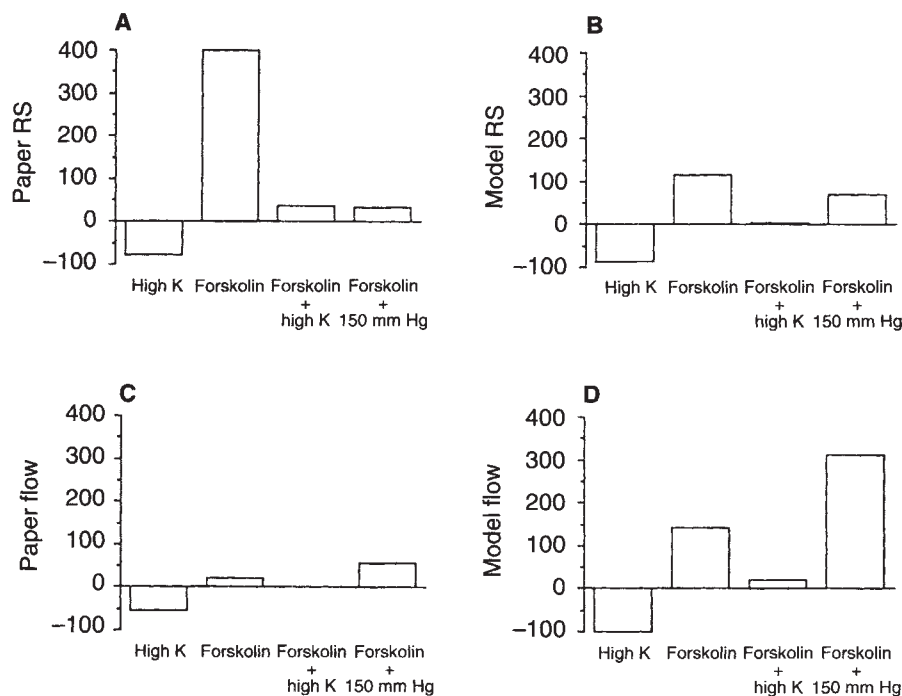 A
Paper RS
400
300
200
100
0
−100
High K Forskolin Forskolin Forskolin
+ +
high K 150 mm Hg
B
Model RS
400
300
200
100
0
−100
High K Forskolin Forskolin Forskolin
+ +
high K 150 mm Hg
C
Paper flow
400
300
200
100
0
−100
High K Forskolin Forskolin Forskolin
+ +
high K 150 mm Hg
D
Model flow
400
300
200
100
0
−100
High K Forskolin Forskolin Forskolin
+ +
high K 150 mm Hg